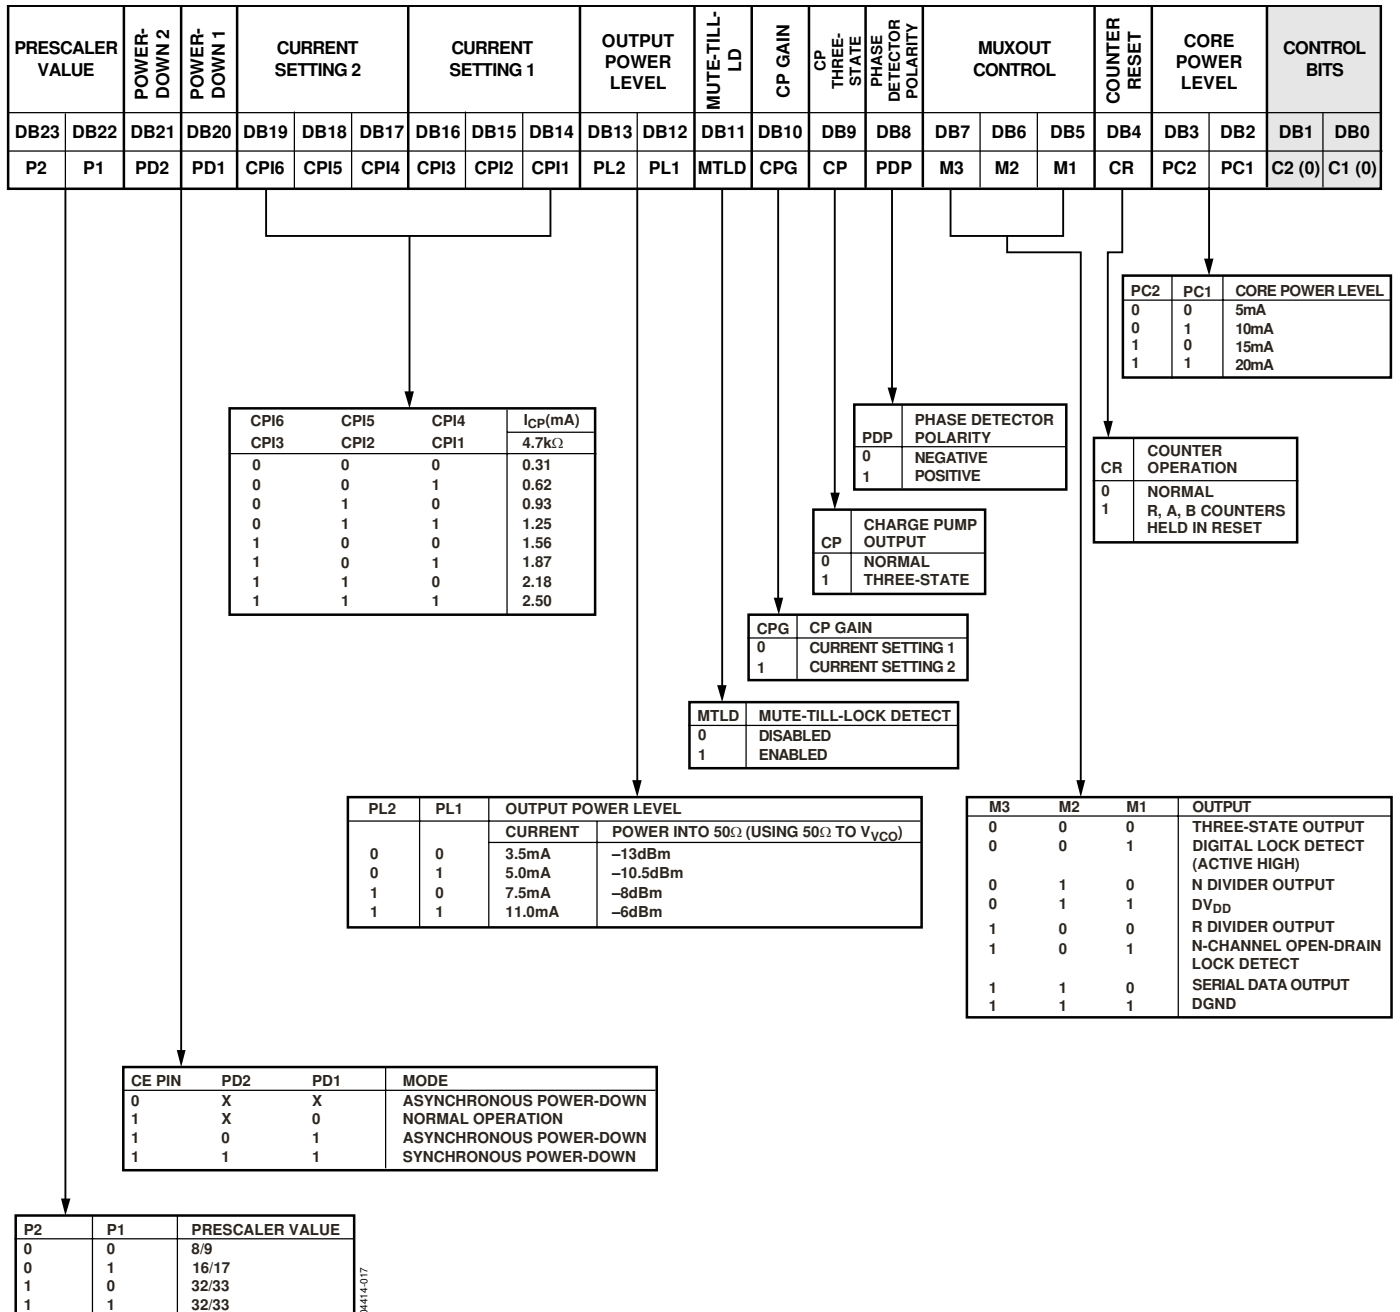 PRESCALER VALUE
POWER-DOWN 2
POWER-DOWN 1
CURRENT SETTING 2
CURRENT SETTING 1
OUTPUT POWER LEVEL
MUTE-TILL-LD
CP GAIN
CP THREE-STATE
PHASE DETECTOR POLARITY
MUXOUT CONTROL
COUNTER RESET
CORE POWER LEVEL
CONTROL BITS
DB23 DB22 DB21 DB20 DB19 DB18 DB17 DB16 DB15 DB14 DB13 DB12 DB11 DB10 DB9 DB8 DB7 DB6 DB5 DB4 DB3 DB2 DB1 DB0
P2 P1 PD2 PD1 CPI6 CPI5 CPI4 CPI3 CPI2 CPI1 PL2 PL1 MTLD CPG CP PDP M3 M2 M1 CR PC2 PC1 C2 (0) C1 (0)
PC2 PC1 CORE POWER LEVEL
0 0 5mA
0 1 10mA
1 0 15mA
1 1 20mA
CPI6 CPI5 CPI4 ICP(mA)
CPI3 CPI2 CPI1 4.7kΩ
0 0 0 0.31
0 0 1 0.62
0 1 0 0.93
0 1 1 1.25
1 0 0 1.56
1 0 1 1.87
1 1 0 2.18
1 1 1 2.50
PHASE DETECTOR
PDP POLARITY
0 NEGATIVE
1 POSITIVE
COUNTER
CR OPERATION
0 NORMAL
1 R, A, B COUNTERS
HELD IN RESET
CHARGE PUMP
CP OUTPUT
0 NORMAL
1 THREE-STATE
CPG CP GAIN
0 CURRENT SETTING 1
1 CURRENT SETTING 2
MTLD MUTE-TILL-LOCK DETECT
0 DISABLED
1 ENABLED
PL2 PL1 OUTPUT POWER LEVEL
CURRENT POWER INTO 50Ω (USING 50Ω TO VVCO)
0 0 3.5mA –13dBm
0 1 5.0mA –10.5dBm
1 0 7.5mA –8dBm
1 1 11.0mA –6dBm
M3 M2 M1 OUTPUT
0 0 0 THREE-STATE OUTPUT
0 0 1 DIGITAL LOCK DETECT
(ACTIVE HIGH)
0 1 0 N DIVIDER OUTPUT
0 1 1 DVDD
1 0 0 R DIVIDER OUTPUT
1 0 1 N-CHANNEL OPEN-DRAIN
LOCK DETECT
1 1 0 SERIAL DATA OUTPUT
1 1 1 DGND
CE PIN PD2 PD1 MODE
0 X X ASYNCHRONOUS POWER-DOWN
1 X 0 NORMAL OPERATION
1 0 1 ASYNCHRONOUS POWER-DOWN
1 1 1 SYNCHRONOUS POWER-DOWN
P2 P1 PRESCALER VALUE
0 0 8/9
0 1 16/17
1 0 32/33
1 1 32/33
04414-017